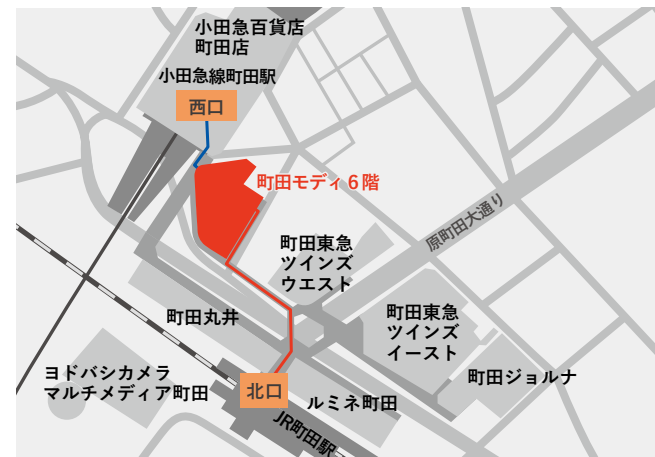 小田急百貨店
町田店
小田急線町田駅
西口
町田モディ6階
原町田大通り
町田東急
ツインズ
ウエスト
町田丸井
町田東急
ツインズ
イースト
町田ジョルナ
ヨドバシカメラ
マルチメディア町田
北口
ルミネ町田
JR町田駅